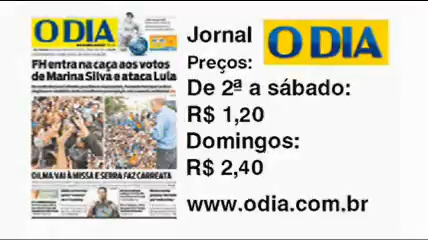 O DIA
FH entra na caça aos votos
de Marina Silva e ataca Lula
DILMA VAI À MISSA E SERRA FAZ CARREATA
Jornal O DIA
Preços:
De 2ª a sábado:
R$ 1,20
Domingos:
R$ 2,40
www.odia.com.br